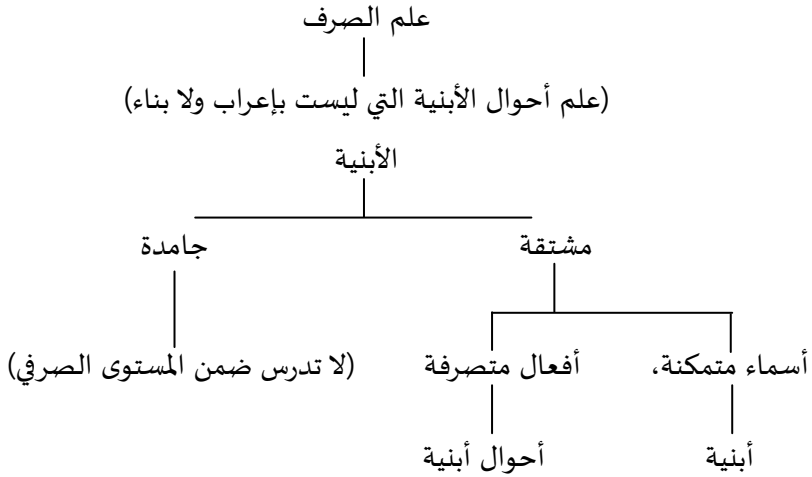 علم الصرف
(علم أحوال الأبنية التي ليست بإعراب ولا بناء)
الأبنية
مشتقة
جامدة
أسماء متمكنة،
أفعال متصرفة
(لا تدرس ضمن المستوى الصرفي)
أبنية
أحوال أبنية